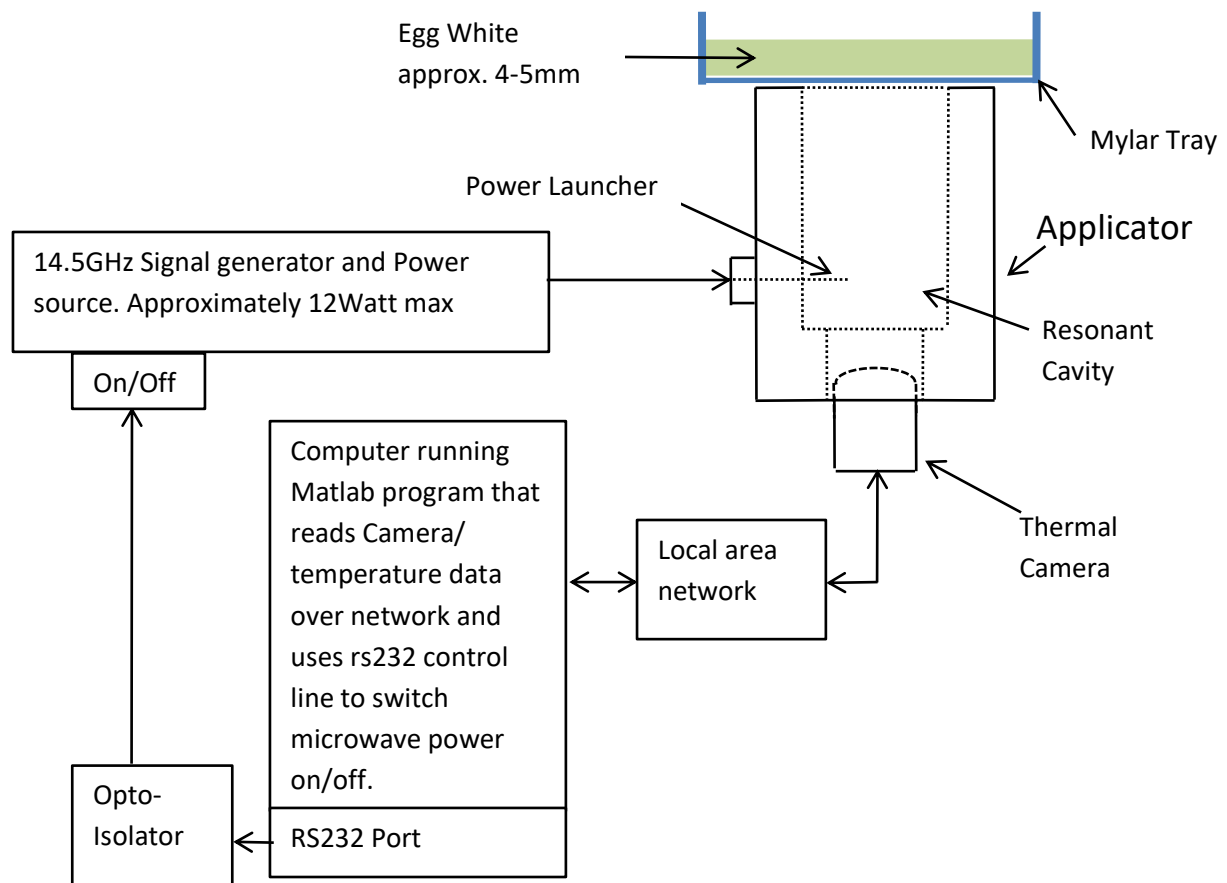 Egg White
approx. 4-5mm
Mylar Tray
Power Launcher
Applicator
14.5GHz Signal generator and Power
source. Approximately 12Watt max
Resonant
Cavity
On/Off
Computer running
Matlab program that
reads Camera/
temperature data
over network and
uses rs232 control
line to switch
microwave power
on/off.
Local area
network
Thermal
Camera
Opto-
Isolator
RS232 Port